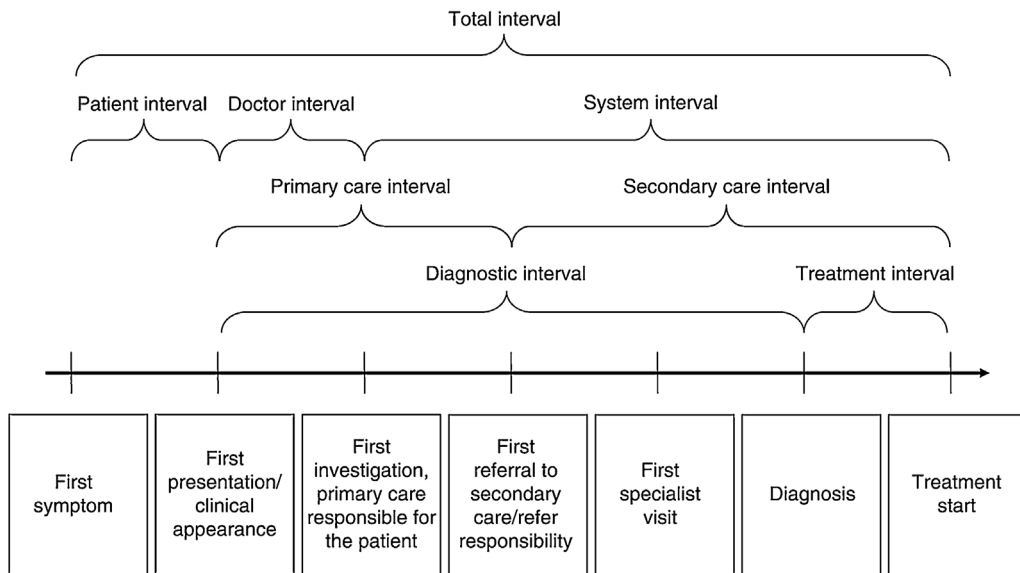 Total interval
Patient interval
Doctor interval
System interval
Primary care interval
Secondary care interval
Diagnostic interval
Treatment interval
First
symptom
First
presentation/
clinical
appearance
First
investigation,
primary care
responsible for
the patient
First
referral to
secondary
care/refer
responsibility
First
specialist
visit
Diagnosis
Treatment
start